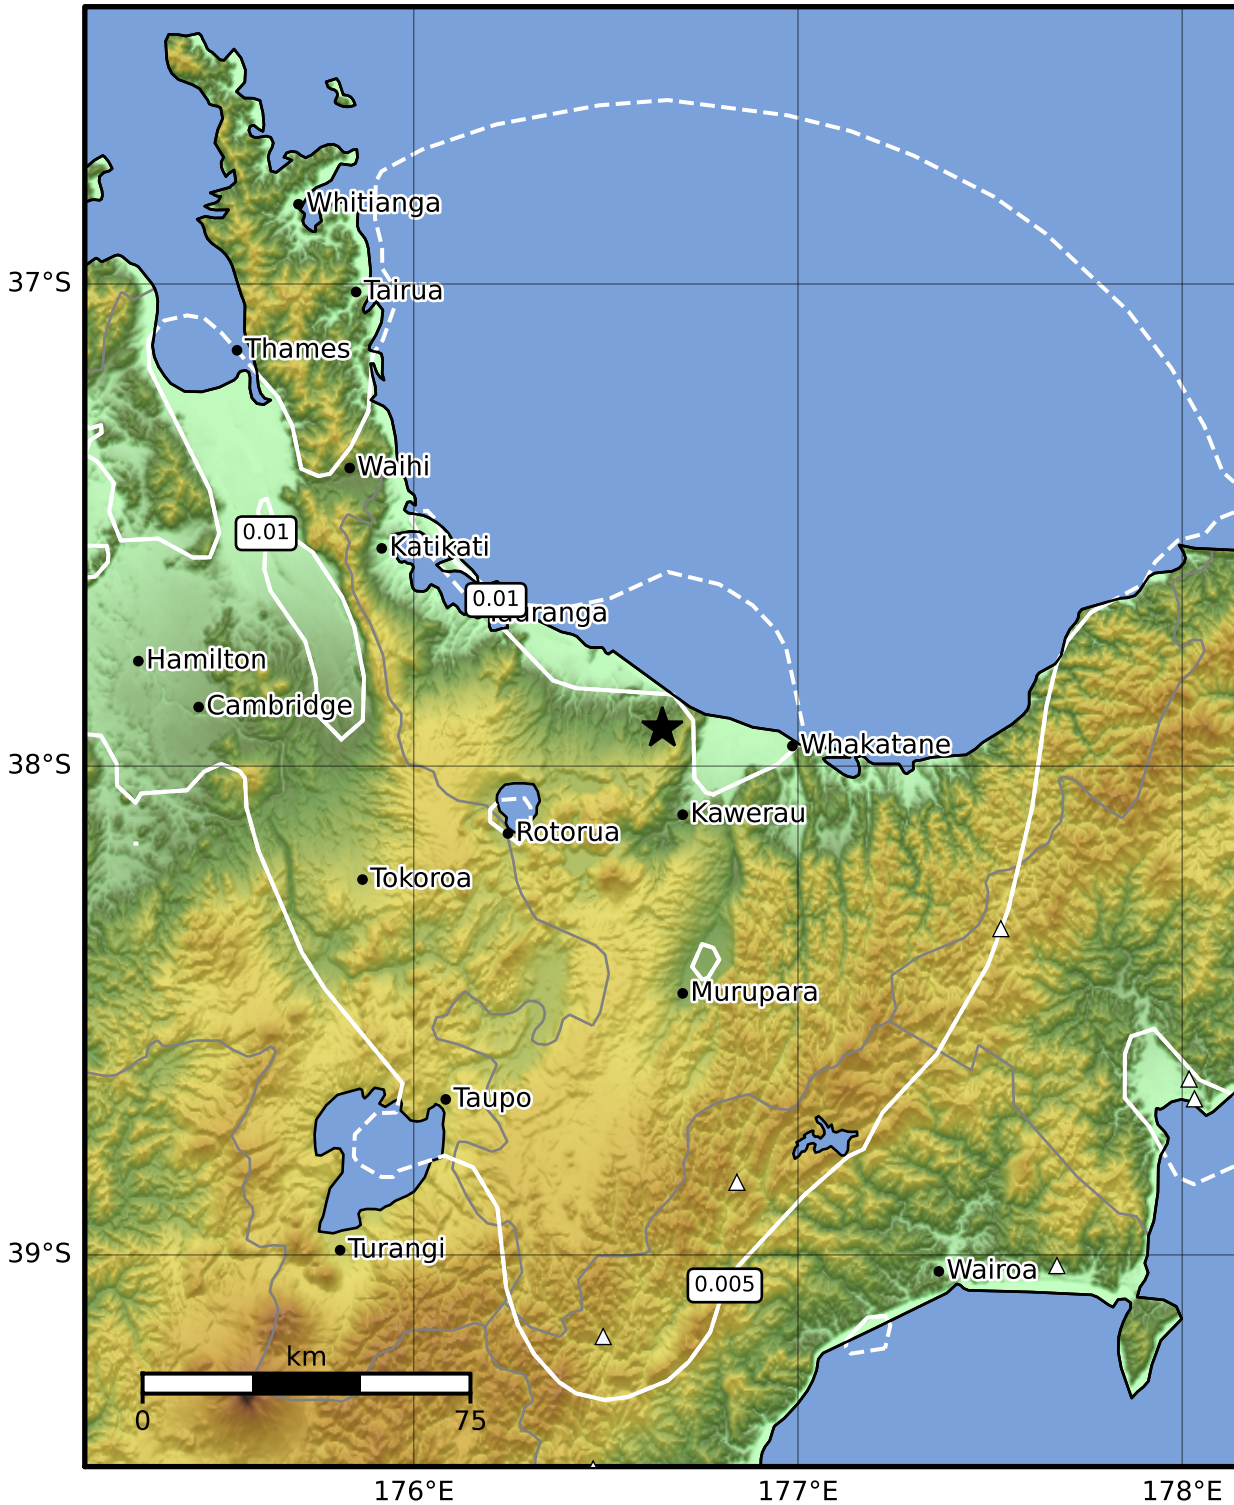 Whitianga
37°S
Tairua
Thames
Waihi
0.01
Katikati
0.01
Tauranga
Hamilton
Cambridge
Whakatane
38°S
Kawerau
Rotorua
Tokoroa
Murupara
Taupo
39°S
Turangi
Wairoa
0.005
km
0 75
176°E 177°E 178°E